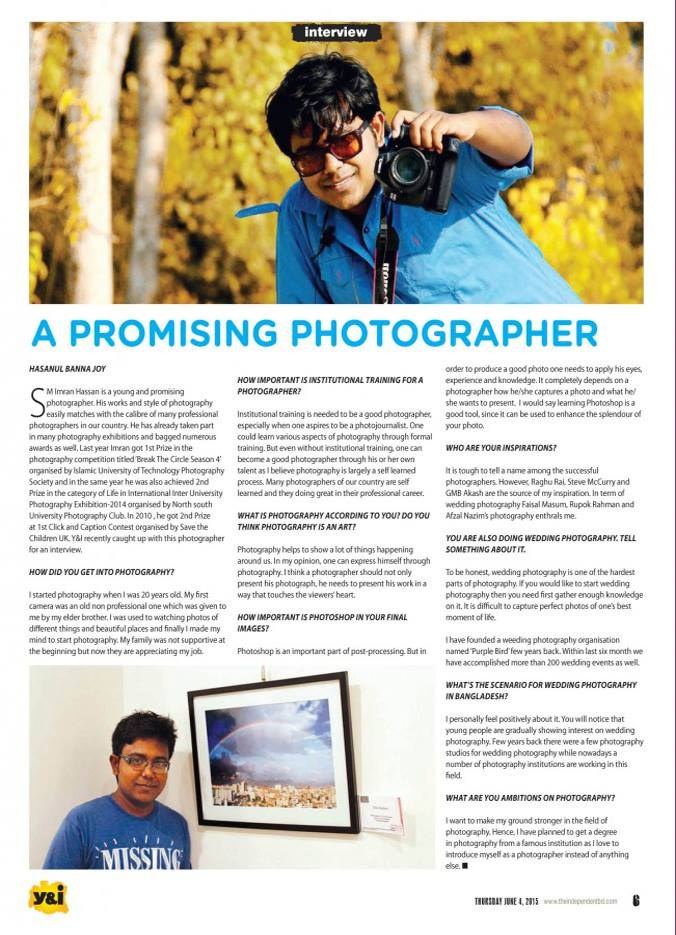 interview
A PROMISING PHOTOGRAPHER
HASANUL BANNA JOY
SM Imran Hassan is a young and promising
photographer. His works and style of photography
easily matches with the calibre of many professional
photographers in our country. He has already taken part
in many photography exhibitions and bagged numerous
awards as well. Last year Imran got 1st Prize in the
photography competition titled 'Break The Circle Season 4'
organised by Islamic University of Technology Photography
Society and in the same year he was also achieved 2nd
Prize in the category of Life in International Inter University
Photography Exhibition-2014 organised by North south
University Photography Club. In 2010 , he got 2nd Prize
at 1st Click and Caption Contest organised by Save the
Children UK. Y&I recently caught up with this photographer
for an interview.
HOW DID YOU GET INTO PHOTOGRAPHY?
I started photography when I was 20 years old. My first
camera was an old non professional one which was given to
me by my elder brother. I was used to watching photos of
different things and beautiful places and finally I made my
mind to start photography. My family was not supportive at
the beginning but now they are appreciating my job.
HOW IMPORTANT IS INSTITUTIONAL TRAINING FOR A
PHOTOGRAPHER?
Institutional training is needed to be a good photographer,
especially when one aspires to be a photojournalist. One
could learn various aspects of photography through formal
training. But even without institutional training, one can
become a good photographer through his or her own
talent as I believe photography is largely a self learned
process. Many photographers of our country are self
learned and they doing great in their professional career.
WHAT IS PHOTOGRAPHY ACCORDING TO YOU? DO YOU
THINK PHOTOGRAPHY IS AN ART?
Photography helps to show a lot of things happening
around us. In my opinion, one can express himself through
photography. I think a photographer should not only
present his photograph, he needs to present his work in a
way that touches the viewers' heart.
HOW IMPORTANT IS PHOTOSHOP IN YOUR FINAL
IMAGES?
Photoshop is an important part of post-processing. But in
order to produce a good photo one needs to apply his eyes,
experience and knowledge. It completely depends on a
photographer how he/she captures a photo and what he/
she wants to present. I would say learning Photoshop is a
good tool, since it can be used to enhance the splendour of
your photo.
WHO ARE YOUR INSPIRATIONS?
It is tough to tell a name among the successful
photographers. However, Raghu Rai, Steve McCurry and
GMB Akash are the source of my inspiration. In term of
wedding photography Faisal Masum, Rupok Rahman and
Afzal Nazim's photography enthrals me.
YOU ARE ALSO DOING WEDDING PHOTOGRAPHY. TELL
SOMETHING ABOUT IT.
To be honest, wedding photography is one of the hardest
parts of photography. If you would like to start wedding
photography then you need first gather enough knowledge
on it. It is difficult to capture perfect photos of one's best
moment of life.
I have founded a weeding photography organisation
named 'Purple Bird' few years back. Within last six month we
have accomplished more than 200 wedding events as well.
WHAT'S THE SCENARIO FOR WEDDING PHOTOGRAPHY
IN BANGLADESH?
I personally feel positively about it. You will notice that
young people are gradually showing interest on wedding
photography. Few years back there were a few photography
studios for wedding photography while nowadays a
number of photography institutions are working in this
field.
WHAT ARE YOU AMBITIONS ON PHOTOGRAPHY?
I want to make my ground stronger in the field of
photography. Hence, I have planned to get a degree
in photography from a famous institution as I love to
introduce myself as a photographer instead of anything
else.
MISSING
y&i
THURSDAY JUNE 4, 2015 www.theindependentbd.com 6